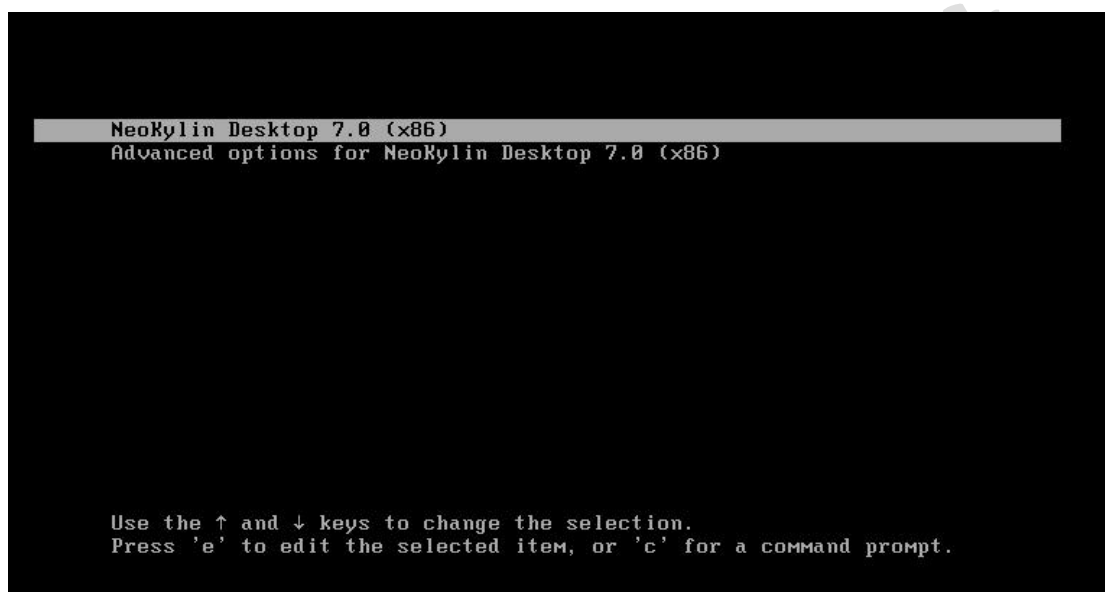 NeoKylin Desktop 7.0 (x86)
Advanced options for NeoKylin Desktop 7.0 (x86)
Use the ↑ and ↓ keys to change the selection.
Press 'e' to edit the selected item, or 'c' for a command prompt.